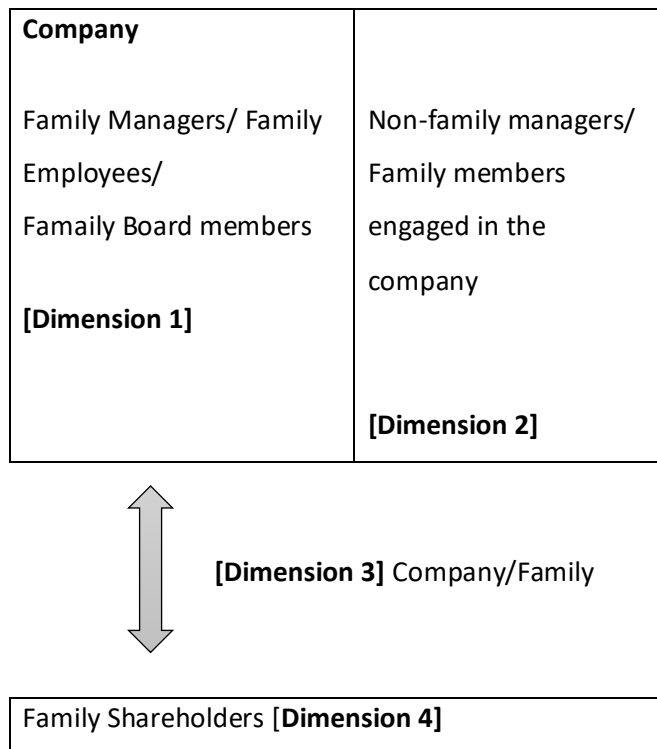 Company
Family Managers/ Family
Employees/
Famaily Board members
[Dimension 1]
Non-family managers/
Family members
engaged in the
company
[Dimension 2]
[Dimension 3] Company/Family
Family Shareholders [Dimension 4]